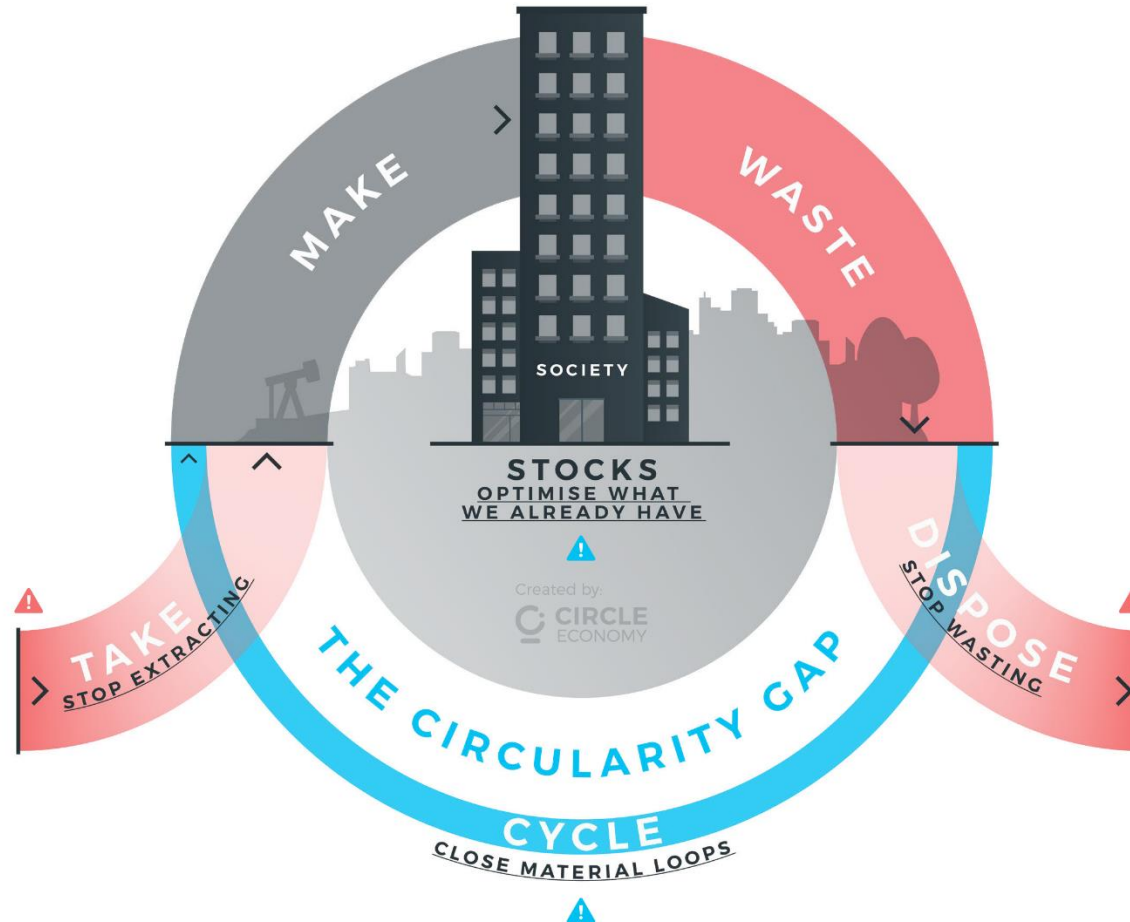 MAKE
WASTE
SOCIETY
STOCKS
OPTIMISE WHAT
WE ALREADY HAVE
Created by:
CIRCLE
ECONOMY
TAKE
STOP EXTRACTING
DISPOSE
STOP WASTING
THE CIRCULARITY GAP
CYCLE
CLOSE MATERIAL LOOPS